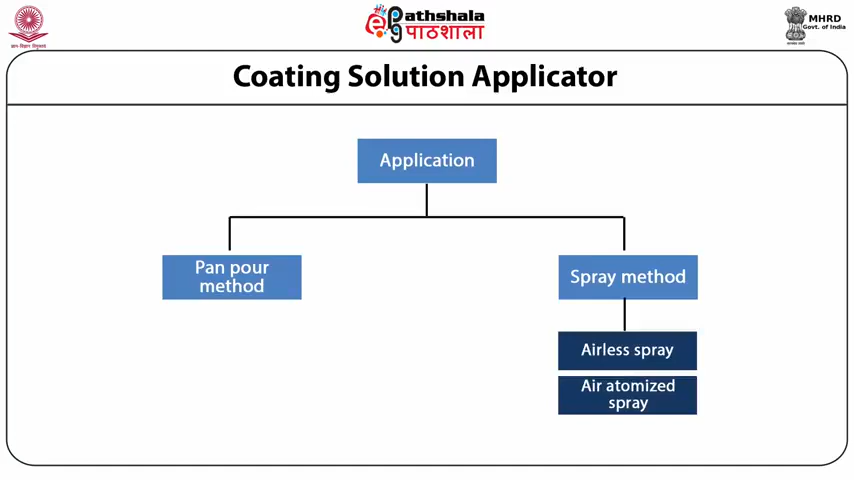 Pathshala
पाठशाला
MHRD
Govt. of India
Coating Solution Applicator
Application
Pan pour
method
Spray method
Airless spray
Air atomized
spray